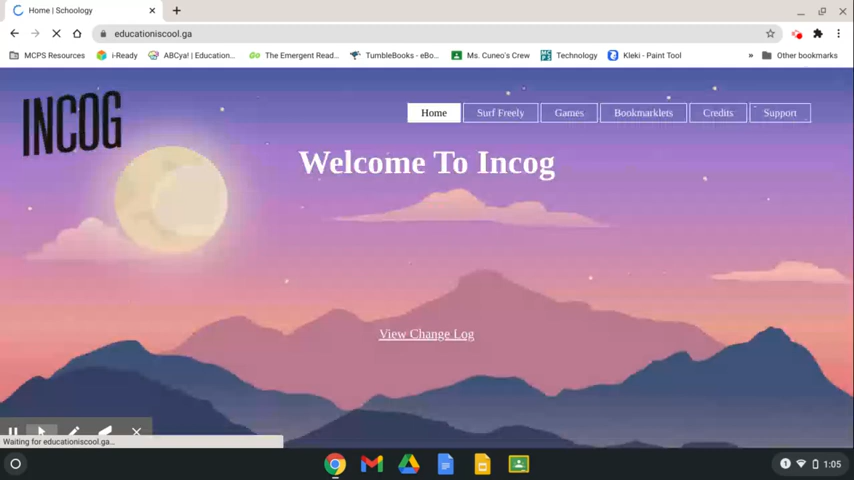 Home | Schoology
educationiscool.ga
MCPS Resources
i-Ready
ABCya! | Education...
The Emergent Read...
TumbleBooks - eBo...
Ms. Cuneo's Crew
Technology
Kleki - Paint Tool
»
Other bookmarks
INCOG
Home
Surf Freely
Games
Bookmarklets
Credits
Support
Welcome To Incog
View Change Log
Waiting for educationiscool.ga...
1
1:05